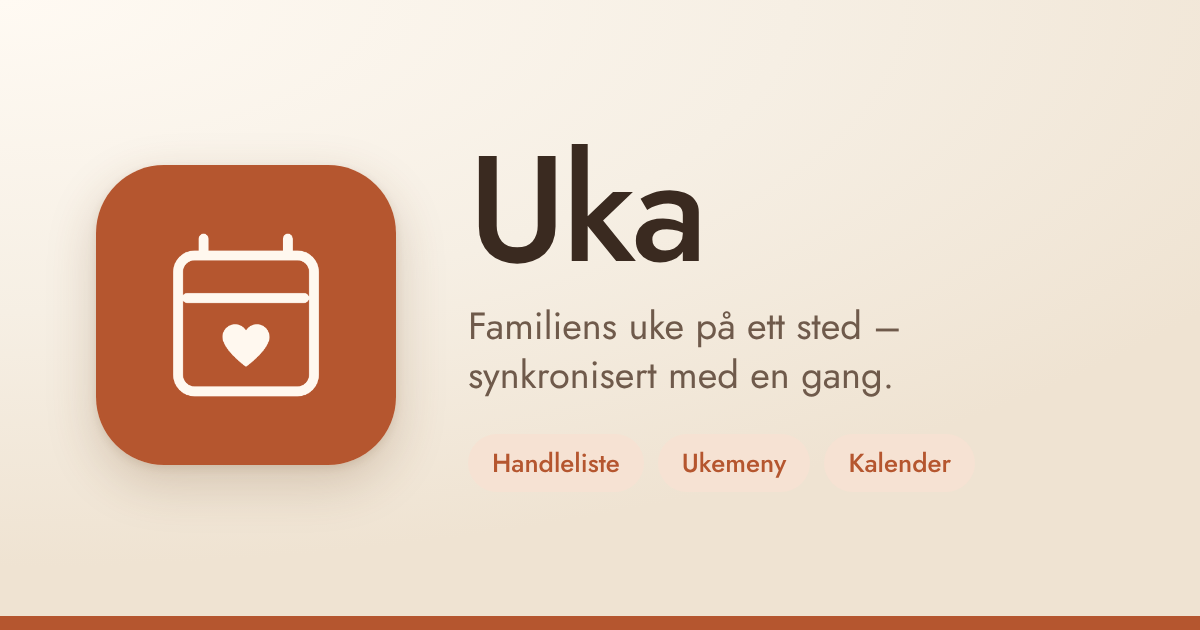 Uka
Familiens uke på ett sted –
synkronisert med en gang.
Handleliste
Ukemeny
Kalender